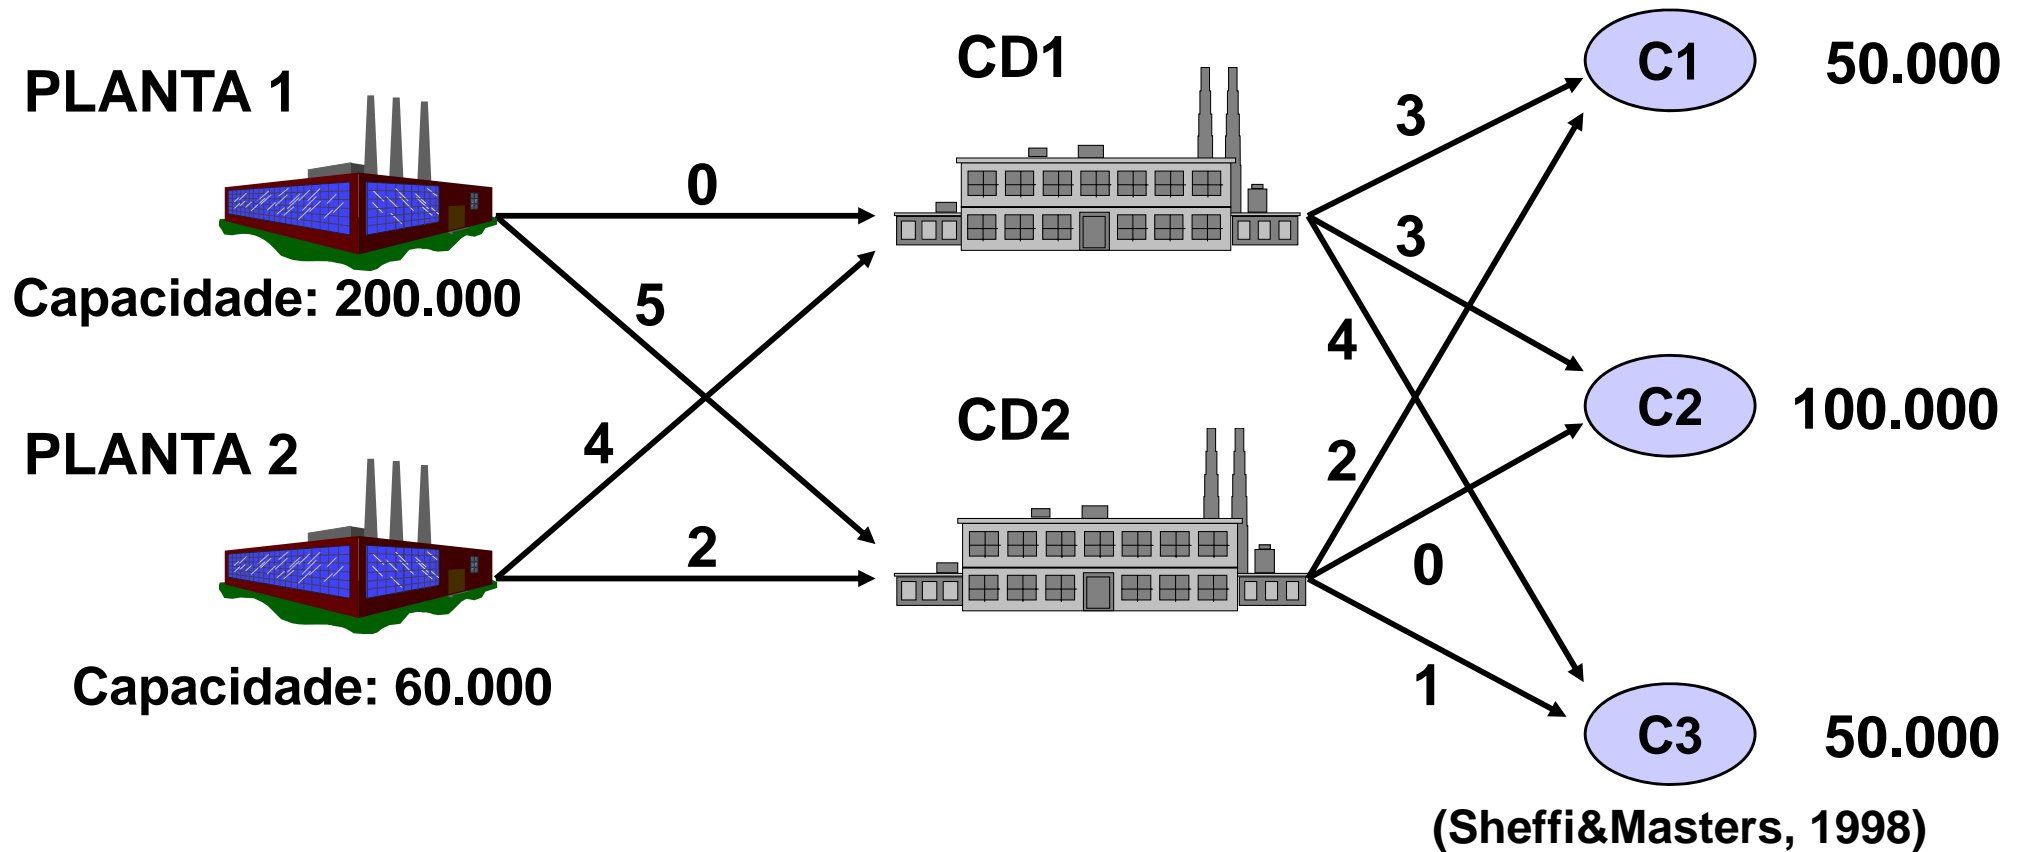 PLANTA 1
Capacidade: 200.000
PLANTA 2
Capacidade: 60.000
0
5
4
2
CD1
CD2
3
3
4
2
0
1
C1 50.000
C2 100.000
C3 50.000
(Sheffi&Masters, 1998)